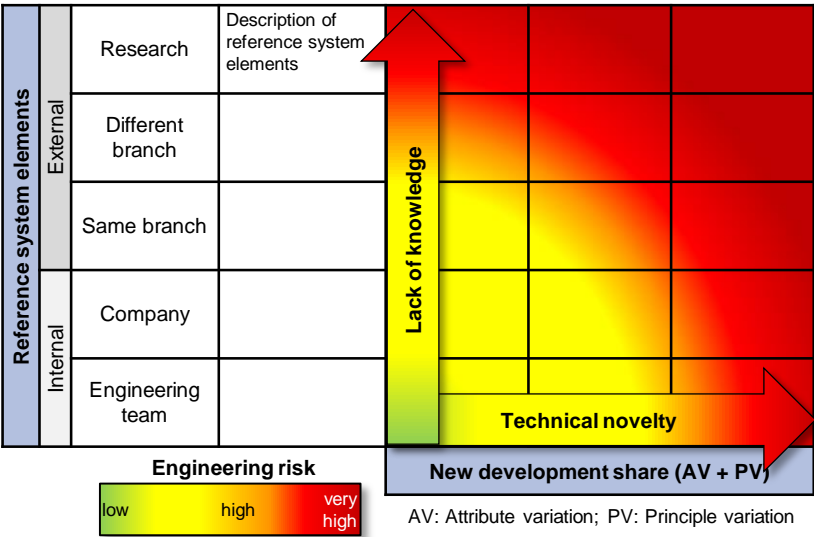 Reference system elements
External
Internal
Research
Description of
reference system
elements
Different
branch
Same branch
Company
Engineering
team
Lack of knowledge
Technical novelty
New development share (AV + PV)
Engineering risk
low
high
very
high
AV: Attribute variation; PV: Principle variation